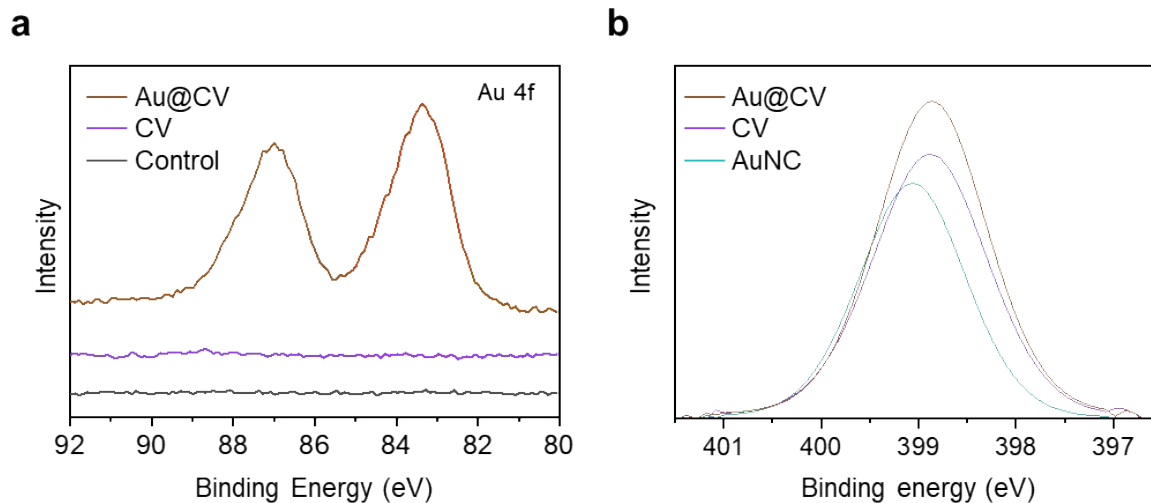 a
Au@CV
CV
Control
Au 4f
Intensity
92 90 88 86 84 82 80
Binding Energy (eV)
b
Au@CV
CV
AuNC
Intensity
401 400 399 398 397
Binding energy (eV)